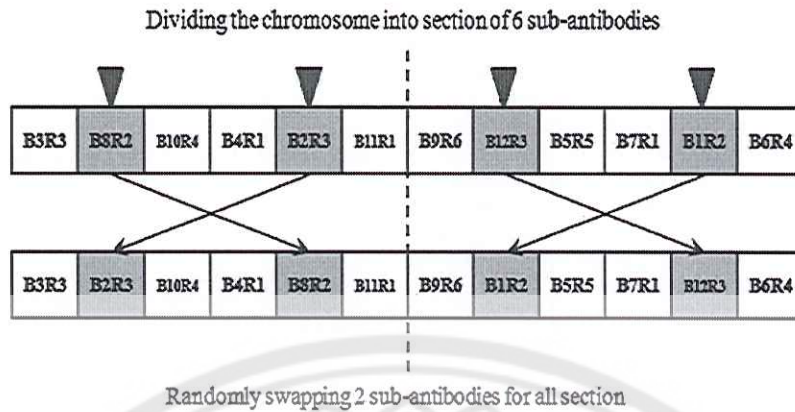 Dividing the chromosome into section of 6 sub-antibodies
B3R3 B8R2 B10R4 B4R1 B2R3 B11R1 B9R6 B12R3 B5R5 B7R1 B1R2 B6R4
B3R3 B2R3 B10R4 B4R1 B8R2 B11R1 B9R6 B1R2 B5R5 B7R1 B12R3 B6R4
Randomly swapping 2 sub-antibodies for all section